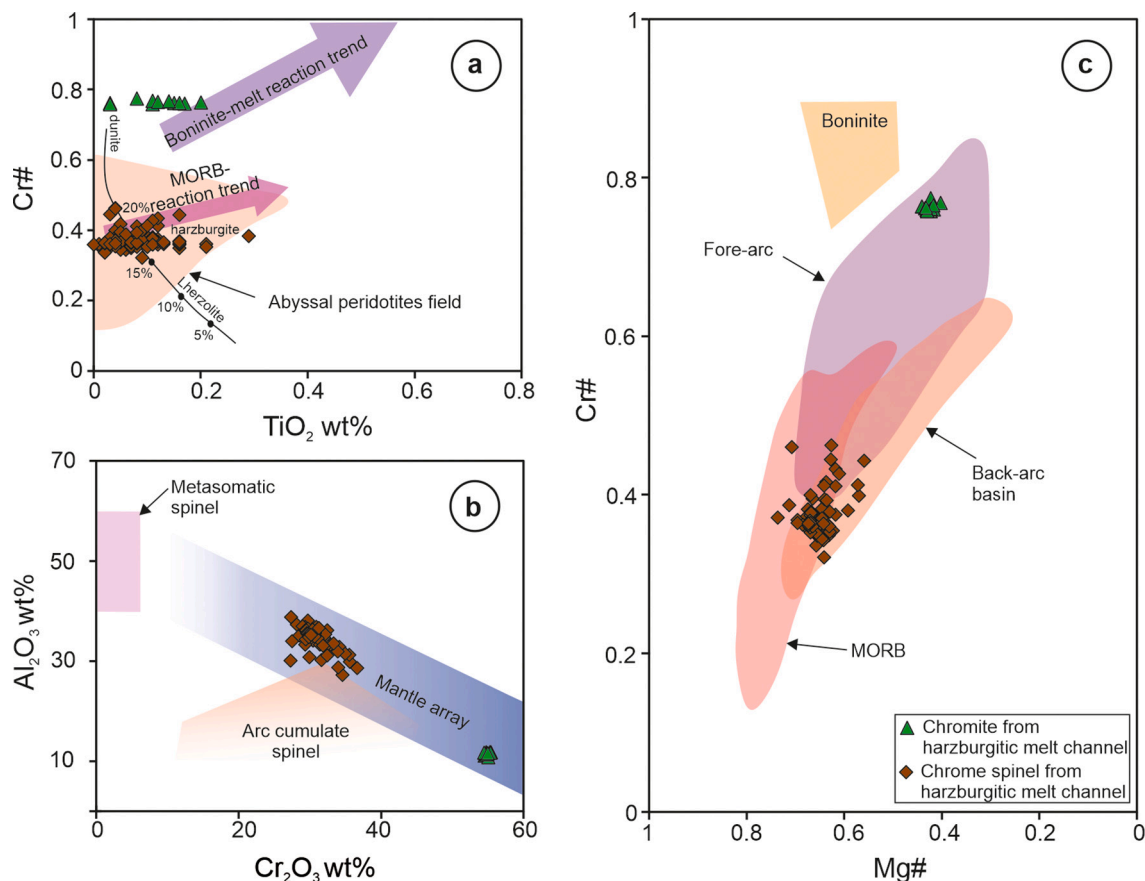 a
1
0.8
0.6
0.4
0.2
0
Cr#
0
0.2
0.4
0.6
0.8
TiO2 wt%
Boninite-melt reaction trend
dunite
MORB-
reaction trend
20%
harzburgite
15%
10%
Lherzolite
5%
Abyssal peridotites field
b
70
50
30
10
Al2O3 wt%
0
20
40
60
Cr2O3 wt%
Metasomatic
spinel
Mantle array
Arc cumulate
spinel
c
1
0.8
0.6
0.4
0.2
0
Cr#
1
0.8
0.6
0.4
0.2
0
Mg#
Boninite
Fore-arc
Back-arc
basin
MORB
Chromite from
harzburgitic melt channel
Chrome spinel from
harzburgitic melt channel